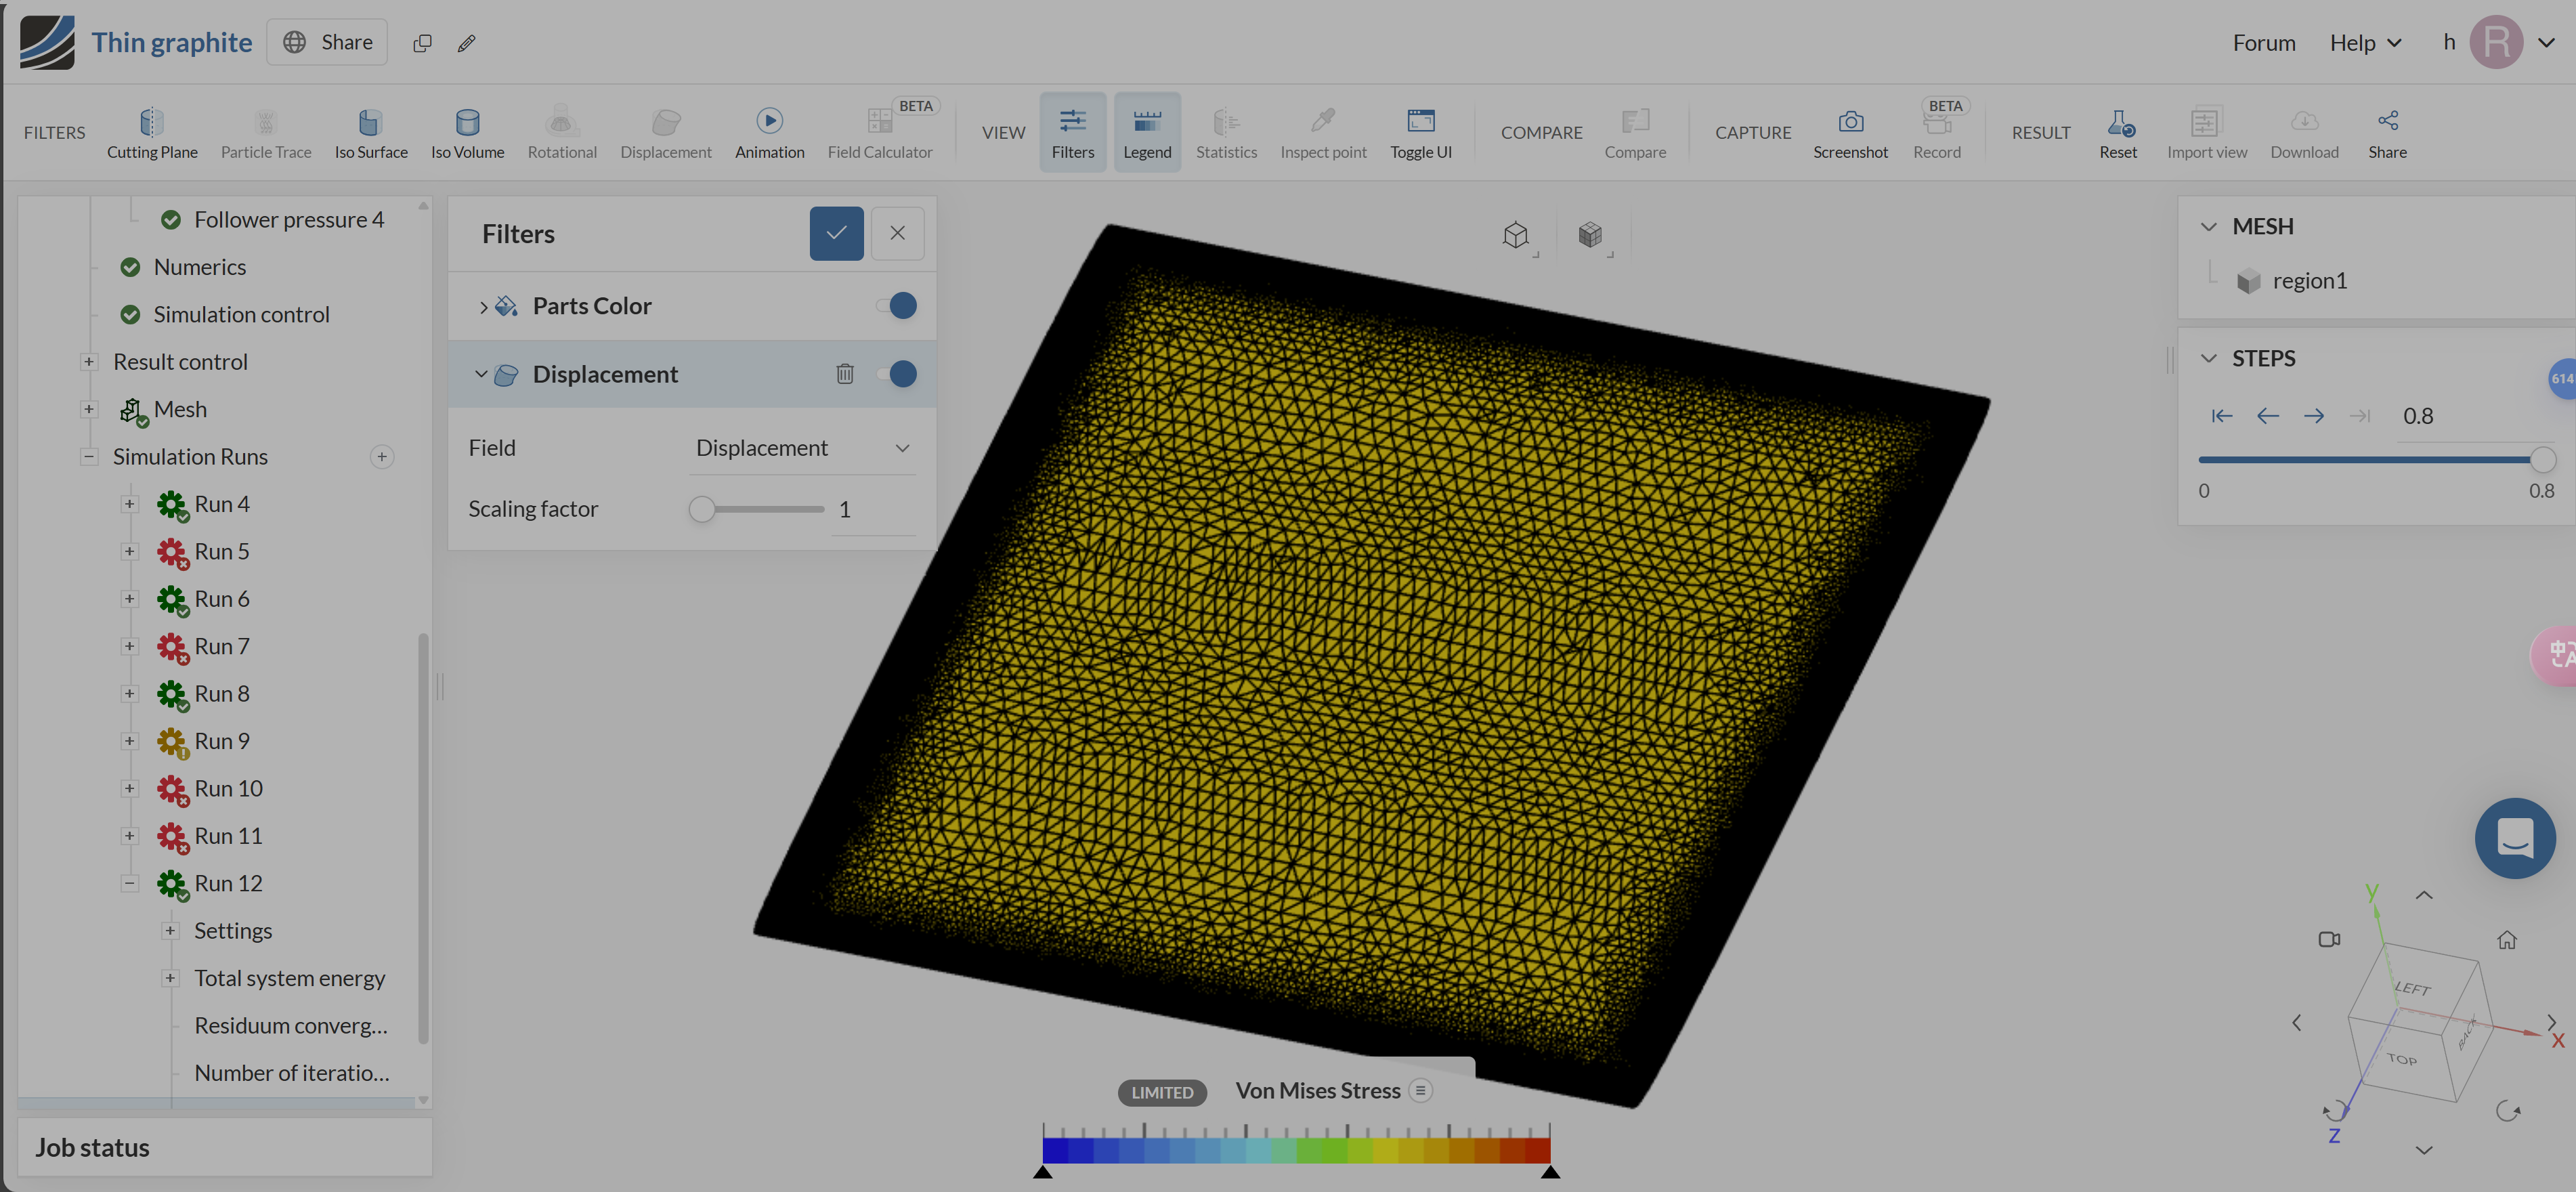 Thin graphite
Share
Forum
Help
h
R
FILTERS
Cutting Plane
Particle Trace
Iso Surface
Iso Volume
Rotational
Displacement
Animation
BETA
Field Calculator
VIEW
Filters
Legend
Statistics
Inspect point
Toggle UI
COMPARE
Compare
CAPTURE
Screenshot
BETA
Record
RESULT
Reset
Import view
Download
Share
Follower pressure 4
Numerics
Simulation control
Result control
Mesh
Simulation Runs
Run 4
Run 5
Run 6
Run 7
Run 8
Run 9
Run 10
Run 11
Run 12
Settings
Total system energy
Residuum converg...
Number of iteratio...
Job status
Filters
Parts Color
Displacement
Field
Displacement
Scaling factor
1
MESH
region1
STEPS
0.8
0
0.8
614
中A
LIMITED
Von Mises Stress
y
LEFT
BACK
TOP
X
Z